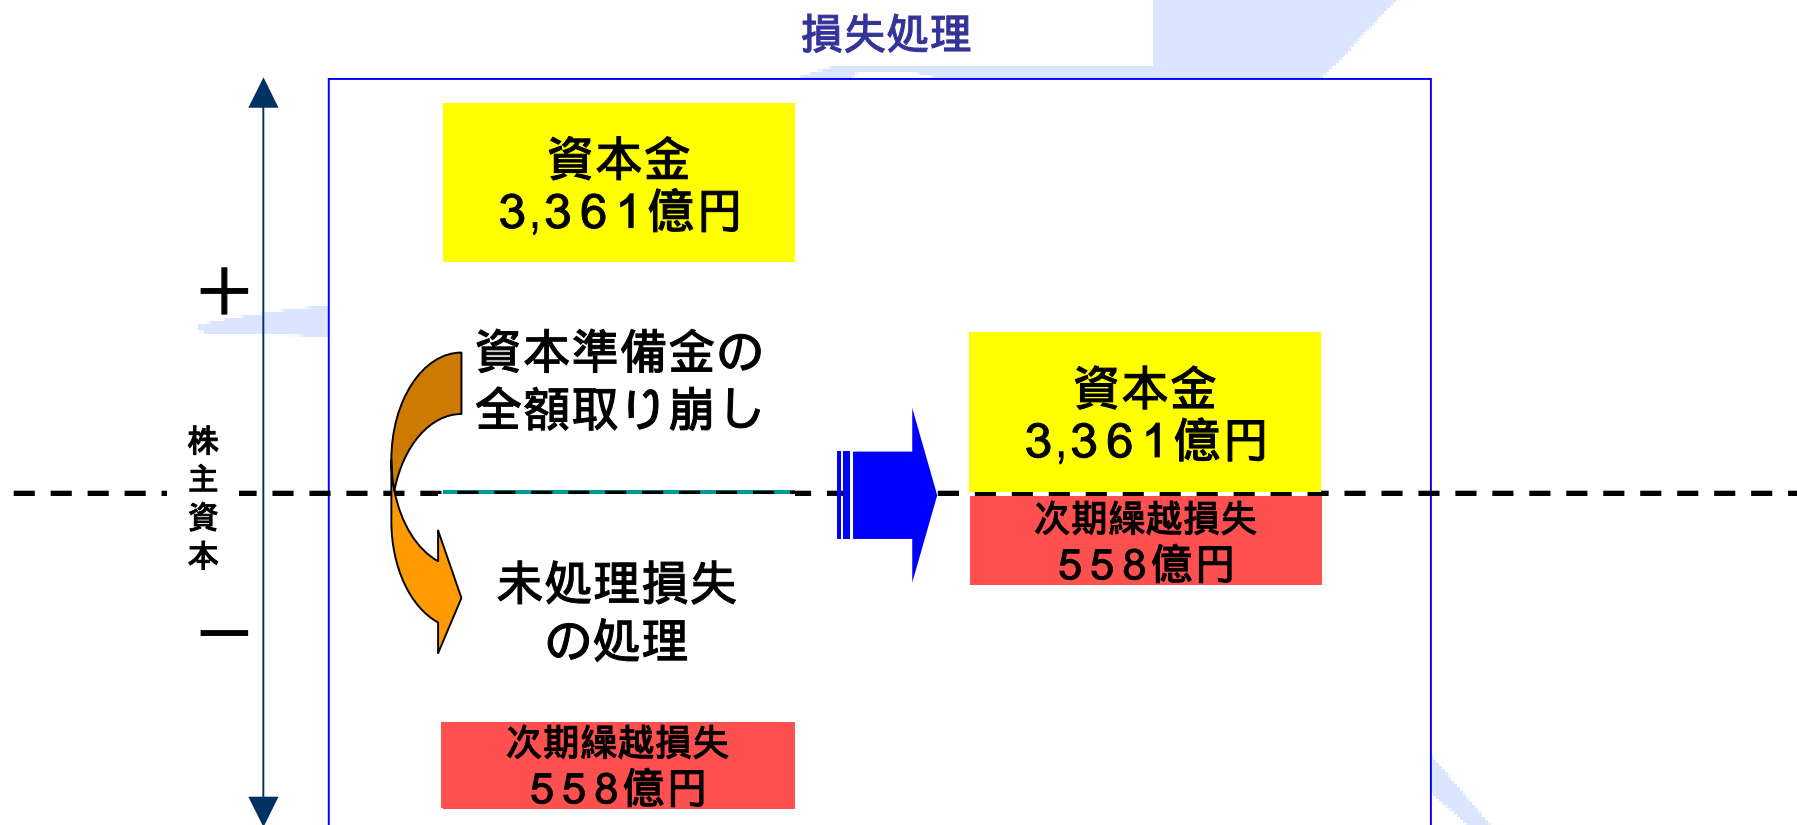 損失処理
資本金
3,361億円
＋
資本準備金の
全額取り崩し
株主資本
未処理損失
の処理
－
次期繰越損失
558億円
資本金
3,361億円
次期繰越損失
558億円